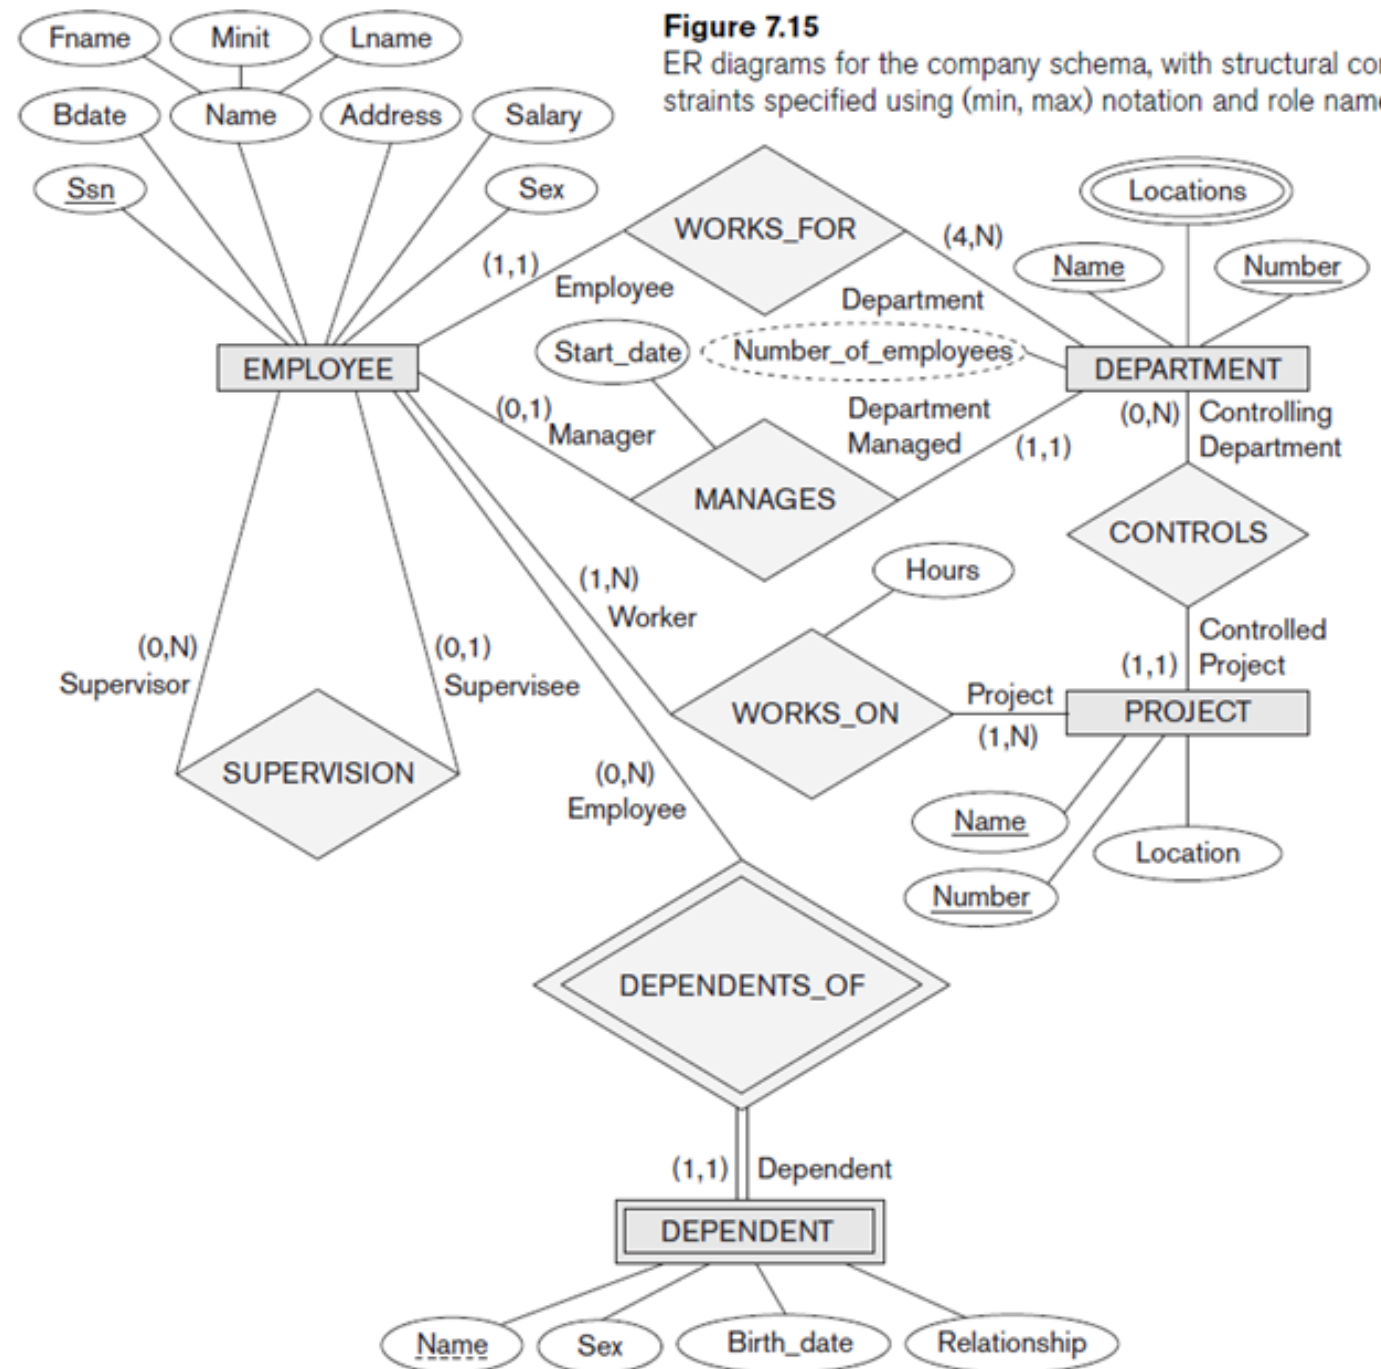 Figure 7.15
ER diagrams for the company schema, with structural con
straints specified using (min, max) notation and role name
Fname
Minit
Lname
Bdate
Name
Address
Salary
Ssn
Sex
WORKS_FOR
(4,N)
Locations
Name
Number
(1,1)
Employee
Department
Start_date
Number_of_employees
EMPLOYEE
DEPARTMENT
(0,1)
Manager
Department
Managed
(1,1)
(0,N)
Controlling
Department
MANAGES
CONTROLS
Hours
(1,N)
Worker
(0,N)
Supervisor
(0,1)
Supervisee
Controlled
Project
(1,1)
WORKS_ON
Project
(1,N)
PROJECT
SUPERVISION
(0,N)
Employee
Name
Location
Number
DEPENDENTS_OF
(1,1)
Dependent
DEPENDENT
Name
Sex
Birth_date
Relationship